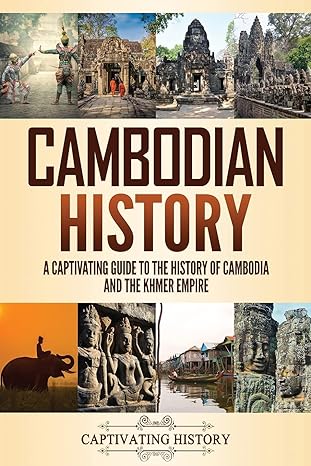 CAMBODIAN
HISTORY
A CAPTIVATING GUIDE TO THE HISTORY OF CAMBODIA
AND THE KHMER EMPIRE
CAPTIVATING HISTORY